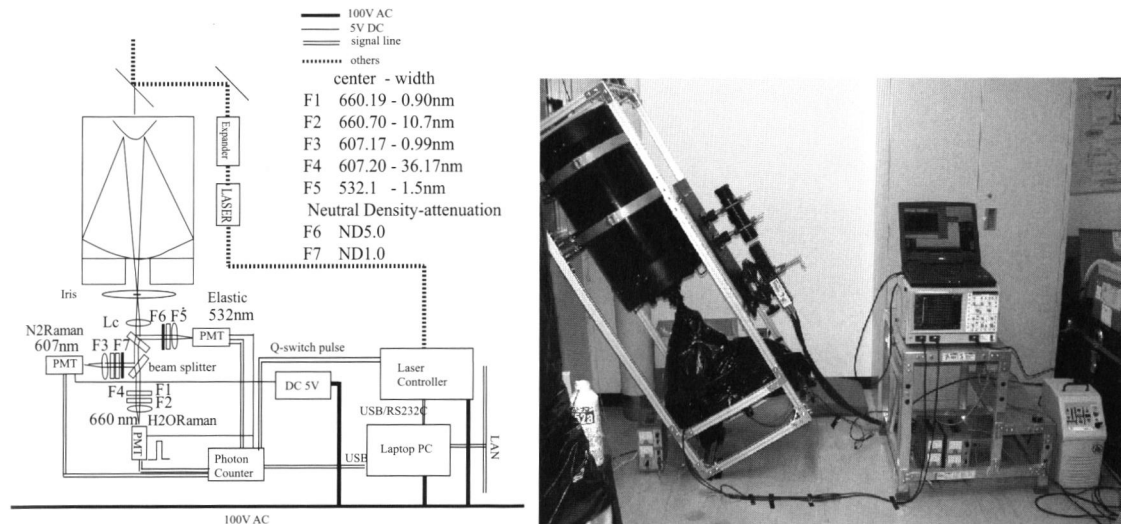 100V AC
5V DC
signal line
others
center - width
F1 660.19 - 0.90nm
F2 660.70 - 10.7nm
F3 607.17 - 0.99nm
F4 607.20 - 36.17nm
F5 532.1 - 1.5nm
Neutral Density-attenuation
F6 ND5.0
F7 ND1.0
Expander
LASER
Iris
Lc
F6 F5
Elastic
532nm
PMT
N2Raman
607nm
F3 F7
PMT
beam splitter
F4 F1
F2
660 nm H2ORaman
PMT
Q-switch pulse
DC 5V
Laser
Controller
USB/RS232C
Photon
Counter
USB
Laptop PC
LAN
100V AC